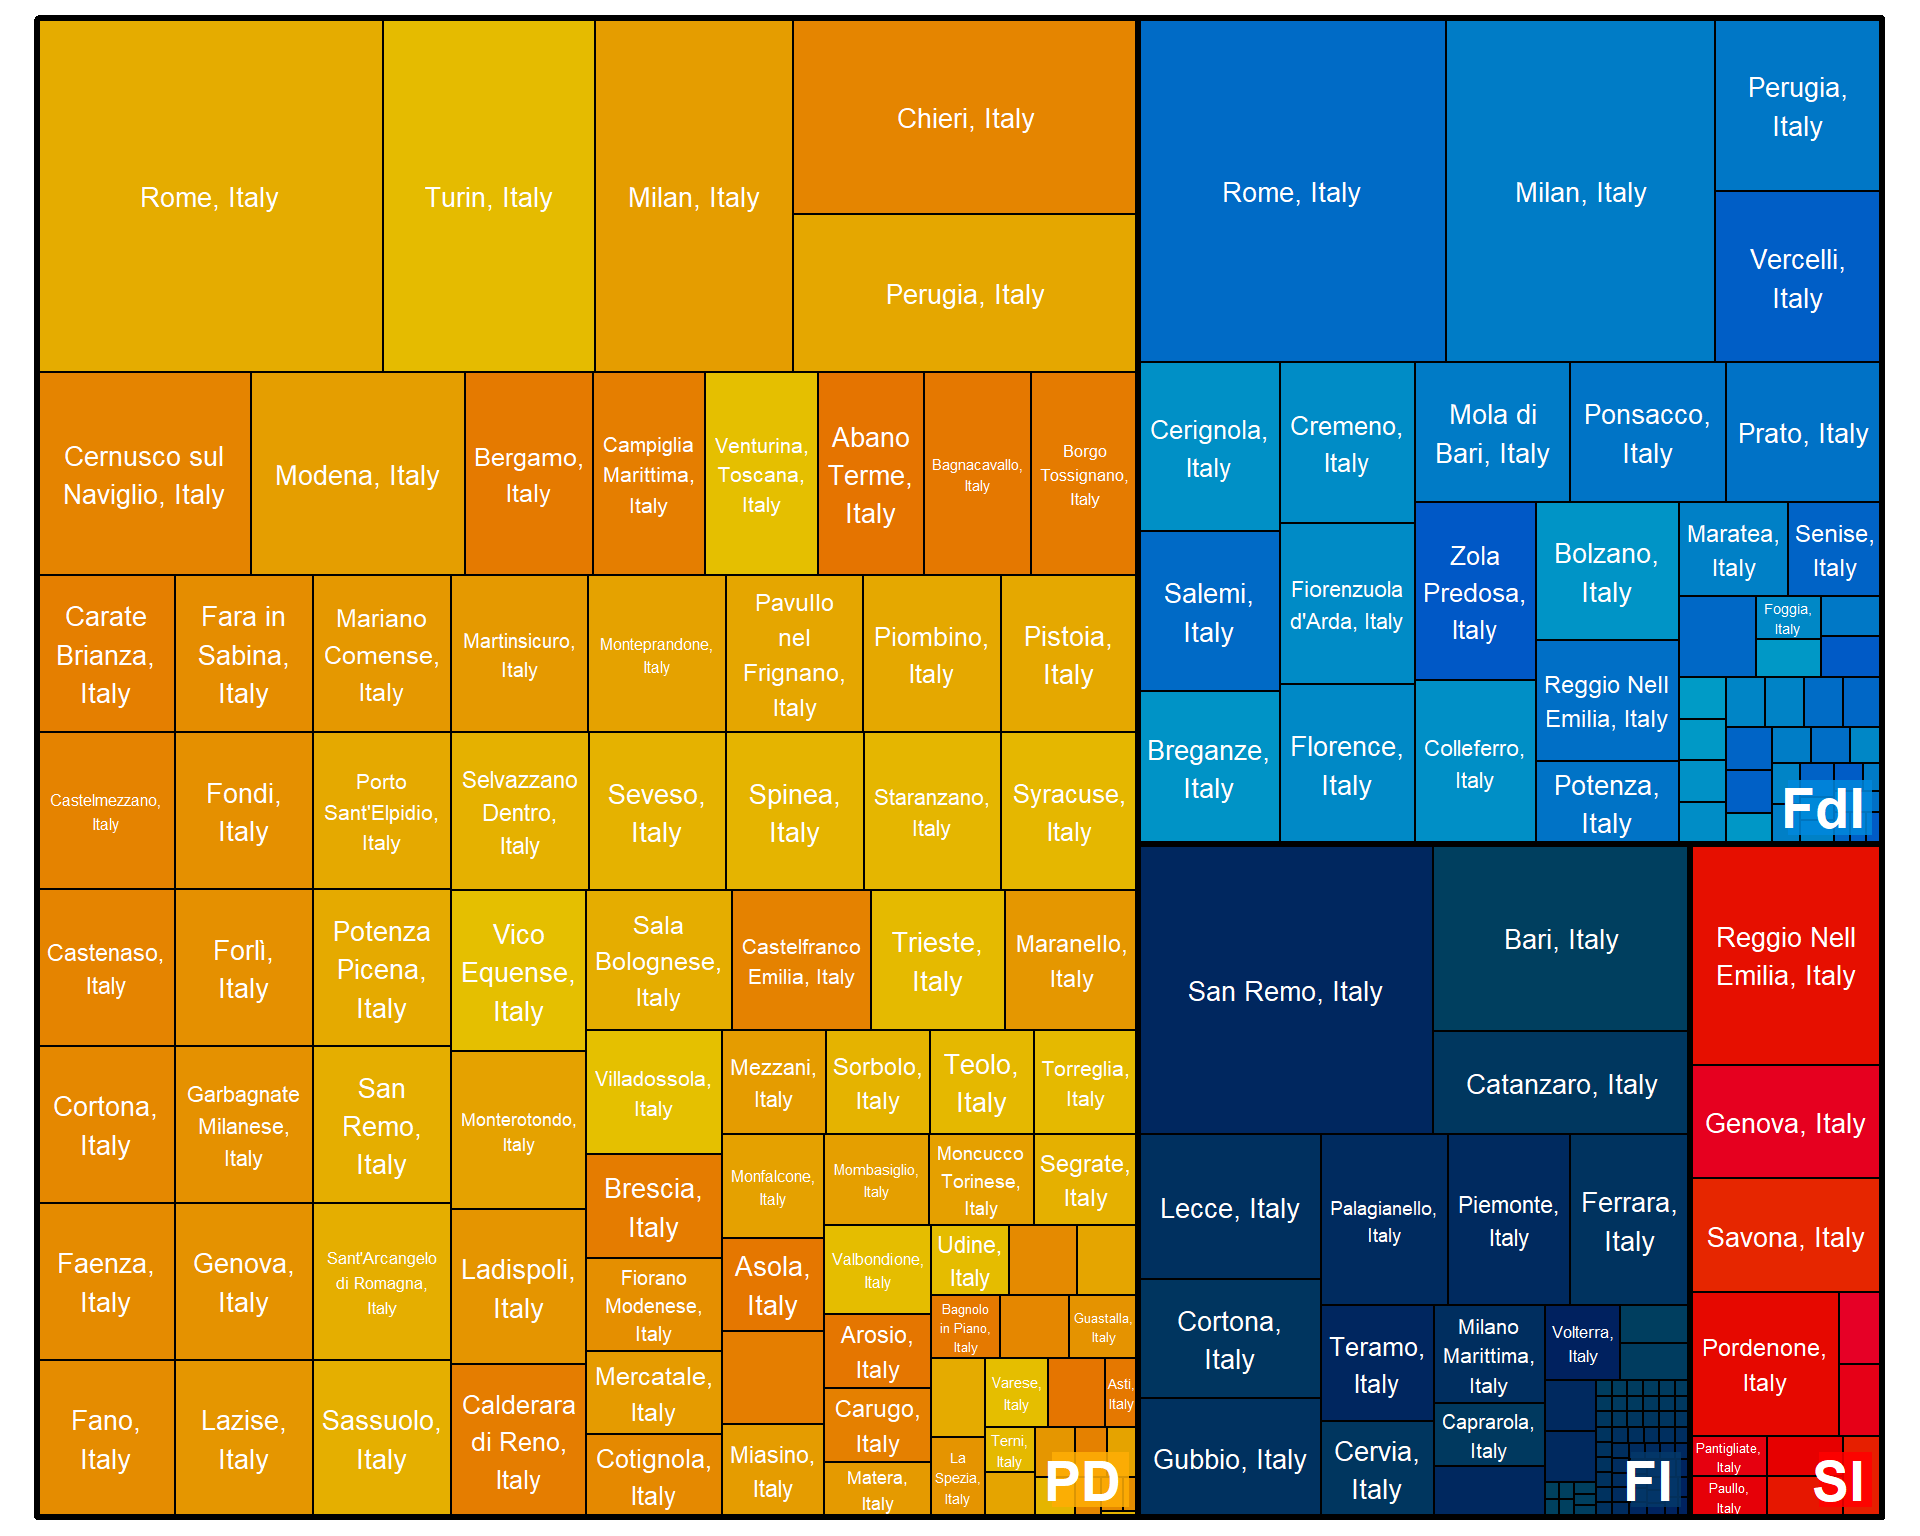 Rome, Italy
Turin, Italy
Milan, Italy
Chieri, Italy
Perugia, Italy
Cernusco sul
Naviglio, Italy
Modena, Italy
Bergamo,
Italy
Campiglia
Marittima,
Italy
Venturina,
Toscana,
Italy
Abano
Terme,
Italy
Bagnacavallo,
Italy
Borgo
Tossignano,
Italy
Carate
Brianza,
Italy
Fara in
Sabina,
Italy
Mariano
Comense,
Italy
Martinsicuro,
Italy
Monteprandone,
Italy
Pavullo
nel
Frignano,
Italy
Piombino,
Italy
Pistoia,
Italy
Castelmezzano,
Italy
Fondi,
Italy
Porto
Sant'Elpidio,
Italy
Selvazzano
Dentro,
Italy
Seveso,
Italy
Spinea,
Italy
Staranzano,
Italy
Syracuse,
Italy
Castenaso,
Italy
Forlì,
Italy
Potenza
Picena,
Italy
Vico
Equense,
Italy
Sala
Bolognese,
Italy
Castelfranco
Emilia, Italy
Trieste,
Italy
Maranello,
Italy
Cortona,
Italy
Garbagnate
Milanese,
Italy
San
Remo,
Italy
Monterotondo,
Italy
Villadossola,
Italy
Mezzani,
Italy
Sorbolo,
Italy
Teolo,
Italy
Torreglia,
Italy
Monfalcone,
Italy
Mombasiglio,
Italy
Moncucco
Torinese,
Italy
Segrate,
Italy
Faenza,
Italy
Genova,
Italy
Sant'Arcangelo
di Romagna,
Italy
Ladispoli,
Italy
Brescia,
Italy
Fiorano
Modenese,
Italy
Asola,
Italy
Valbondione,
Italy
Udine,
Italy
Bagnolo
in Piano,
Italy
Guastalla,
Italy
Fano,
Italy
Lazise,
Italy
Sassuolo,
Italy
Calderara
di Reno,
Italy
Mercatale,
Italy
Cotignola,
Italy
Miasino,
Italy
Arosio,
Italy
Carugo,
Italy
Matera,
Italy
Varese,
Italy
Asti,
Italy
Terni,
Italy
La
Spezia,
Italy
PD
Rome, Italy
Milan, Italy
Perugia,
Italy
Vercelli,
Italy
Cerignola,
Italy
Cremeno,
Italy
Mola di
Bari, Italy
Ponsacco,
Italy
Prato, Italy
Salemi,
Italy
Fiorenzuola
d'Arda, Italy
Zola
Predosa,
Italy
Bolzano,
Italy
Maratea,
Italy
Senise,
Italy
Foggia,
Italy
Breganze,
Italy
Florence,
Italy
Colleferro,
Italy
Reggio Nell
Emilia, Italy
Potenza,
Italy
FdI
San Remo, Italy
Bari, Italy
Catanzaro, Italy
Lecce, Italy
Palagianello,
Italy
Piemonte,
Italy
Ferrara,
Italy
Cortona,
Italy
Teramo,
Italy
Milano
Marittima,
Italy
Volterra,
Italy
Gubbio, Italy
Cervia,
Italy
Caprarola,
Italy
FI
Reggio Nell
Emilia, Italy
Genova, Italy
Savona, Italy
Pordenone,
Italy
Pantigliate,
Italy
Paullo,
Italy
SI